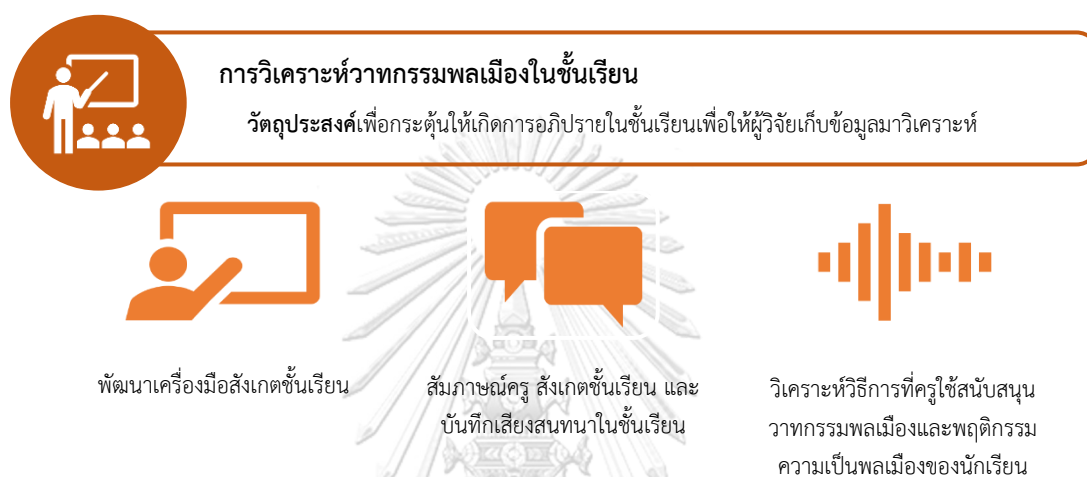 การวิเคราะห์วาทกรรมพลเมืองในชั้นเรียน
วัตถุประสงค์เพื่อกระตุ้นให้เกิดการอภิปรายในชั้นเรียนเพื่อให้ผู้วิจัยเก็บข้อมูลมาวิเคราะห์
พัฒนาเครื่องมือสังเกตชั้นเรียน
สัมภาษณ์ครู สังเกตชั้นเรียน และ
บันทึกเสียงสนทนาในชั้นเรียน
วิเคราะห์วิธีการที่ครูใช้สนับสนุน
วาทกรรมพลเมืองและพฤติกรรม
ความเป็นพลเมืองของนักเรียน